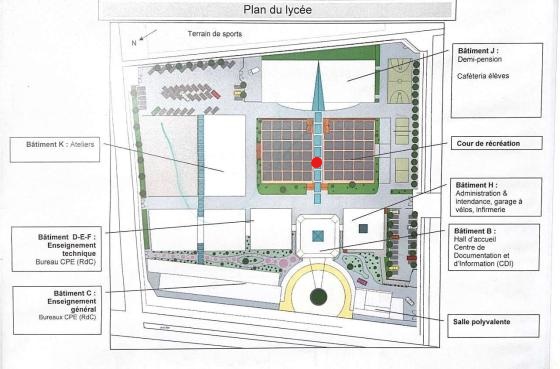 Plan du lycée
Terrain de sports
N
Bâtiment J :
Demi-pension
Cafétéria élèves
Bâtiment K : Ateliers
Cour de récréation
Bâtiment H :
Administration &
intendance, garage à
vélos, infirmerie
Bâtiment D-E-F :
Enseignement
technique
Bureau CPE (RdC)
Bâtiment B :
Hall d'accueil
Centre de
Documentation et
d'Information (CDI)
Bâtiment C :
Enseignement
général
Bureaux CPE (RdC)
Salle polyvalente